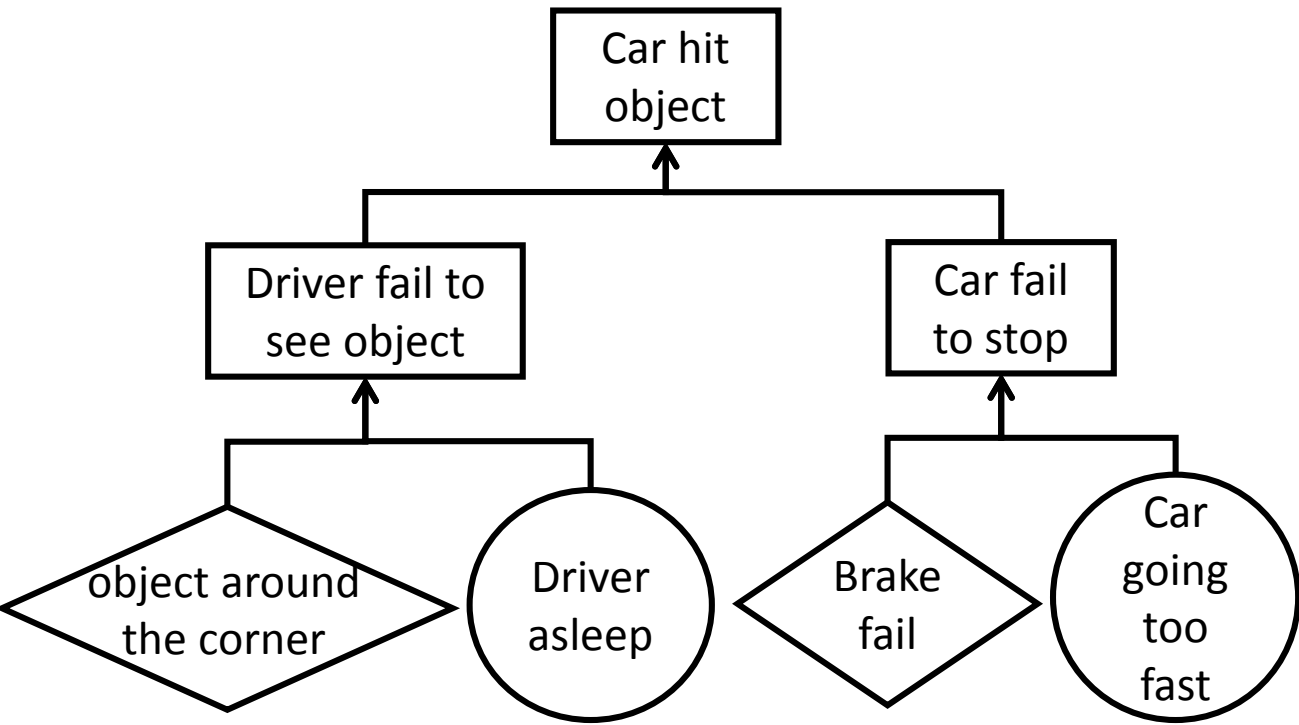 Car hit
object
Driver fail to
see object
Car fail
to stop
object around
the corner
Driver
asleep
Brake
fail
Car
going
too
fast